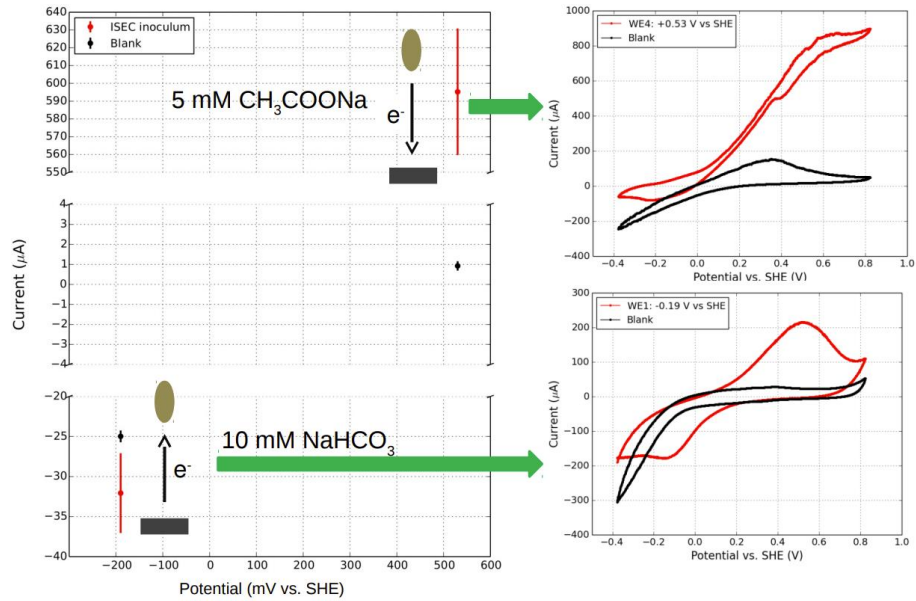 ISEC inoculum
Blank
5 mM CH₃COONa
e⁻
10 mM NaHCO₃
e⁻
Current (μA)
640
630
620
610
600
590
580
570
560
550
4
3
2
1
0
−1
−2
−3
−4
−20
−25
−30
−35
−40
−200 −100 0 100 200 300 400 500 600
Potential (mV vs. SHE)
WE4: +0.53 V vs SHE
Blank
Current (μA)
1000
800
600
400
200
0
−200
−400
−0.4 −0.2 0.0 0.2 0.4 0.6 0.8 1.0
Potential vs. SHE (V)
WE1: -0.19 V vs SHE
Blank
Current (μA)
300
200
100
0
−100
−200
−300
−400
−0.4 −0.2 0.0 0.2 0.4 0.6 0.8 1.0
Potential vs. SHE (V)